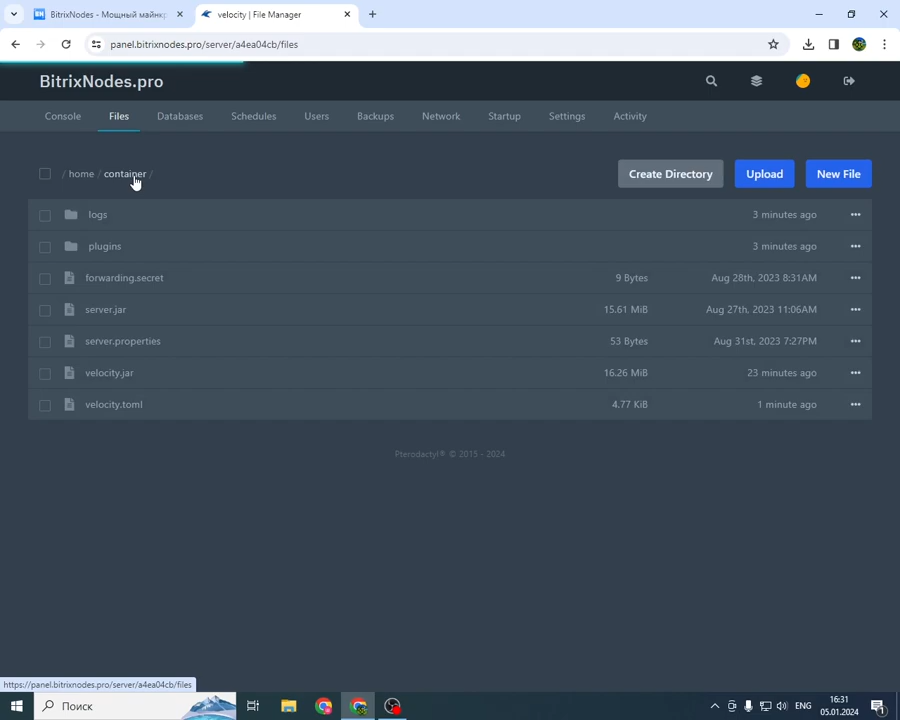 BitrixNodes - Мощный майнкр
velocity | File Manager
panel.bitrixnodes.pro/server/a4ea04cb/files
BitrixNodes.pro
Console Files Databases Schedules Users Backups Network Startup Settings Activity
/ home / container /
Create Directory Upload New File
logs 3 minutes ago
plugins 3 minutes ago
forwarding.secret 9 Bytes Aug 28th, 2023 8:31AM
server.jar 15.61 MiB Aug 27th, 2023 11:06AM
server.properties 53 Bytes Aug 31st, 2023 7:27PM
velocity.jar 16.26 MiB 23 minutes ago
velocity.toml 4.77 KiB 1 minute ago
Pterodactyl® © 2015 - 2024
https://panel.bitrixnodes.pro/server/a4ea04cb/files
Поиск
ENG
16:31
05.01.2024
1